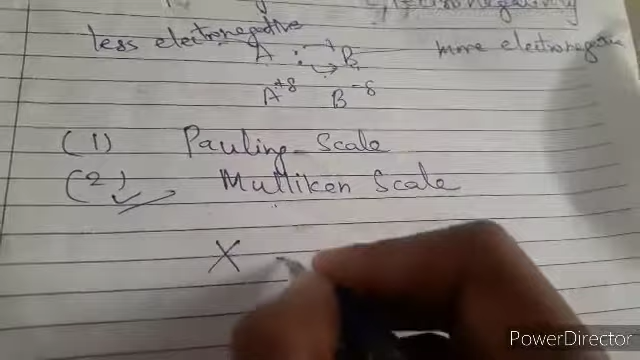 less electronegative A : → B more electronegative
A+δ B-δ
(1) Pauling Scale
(2) Mulliken Scale
X
PowerDirector